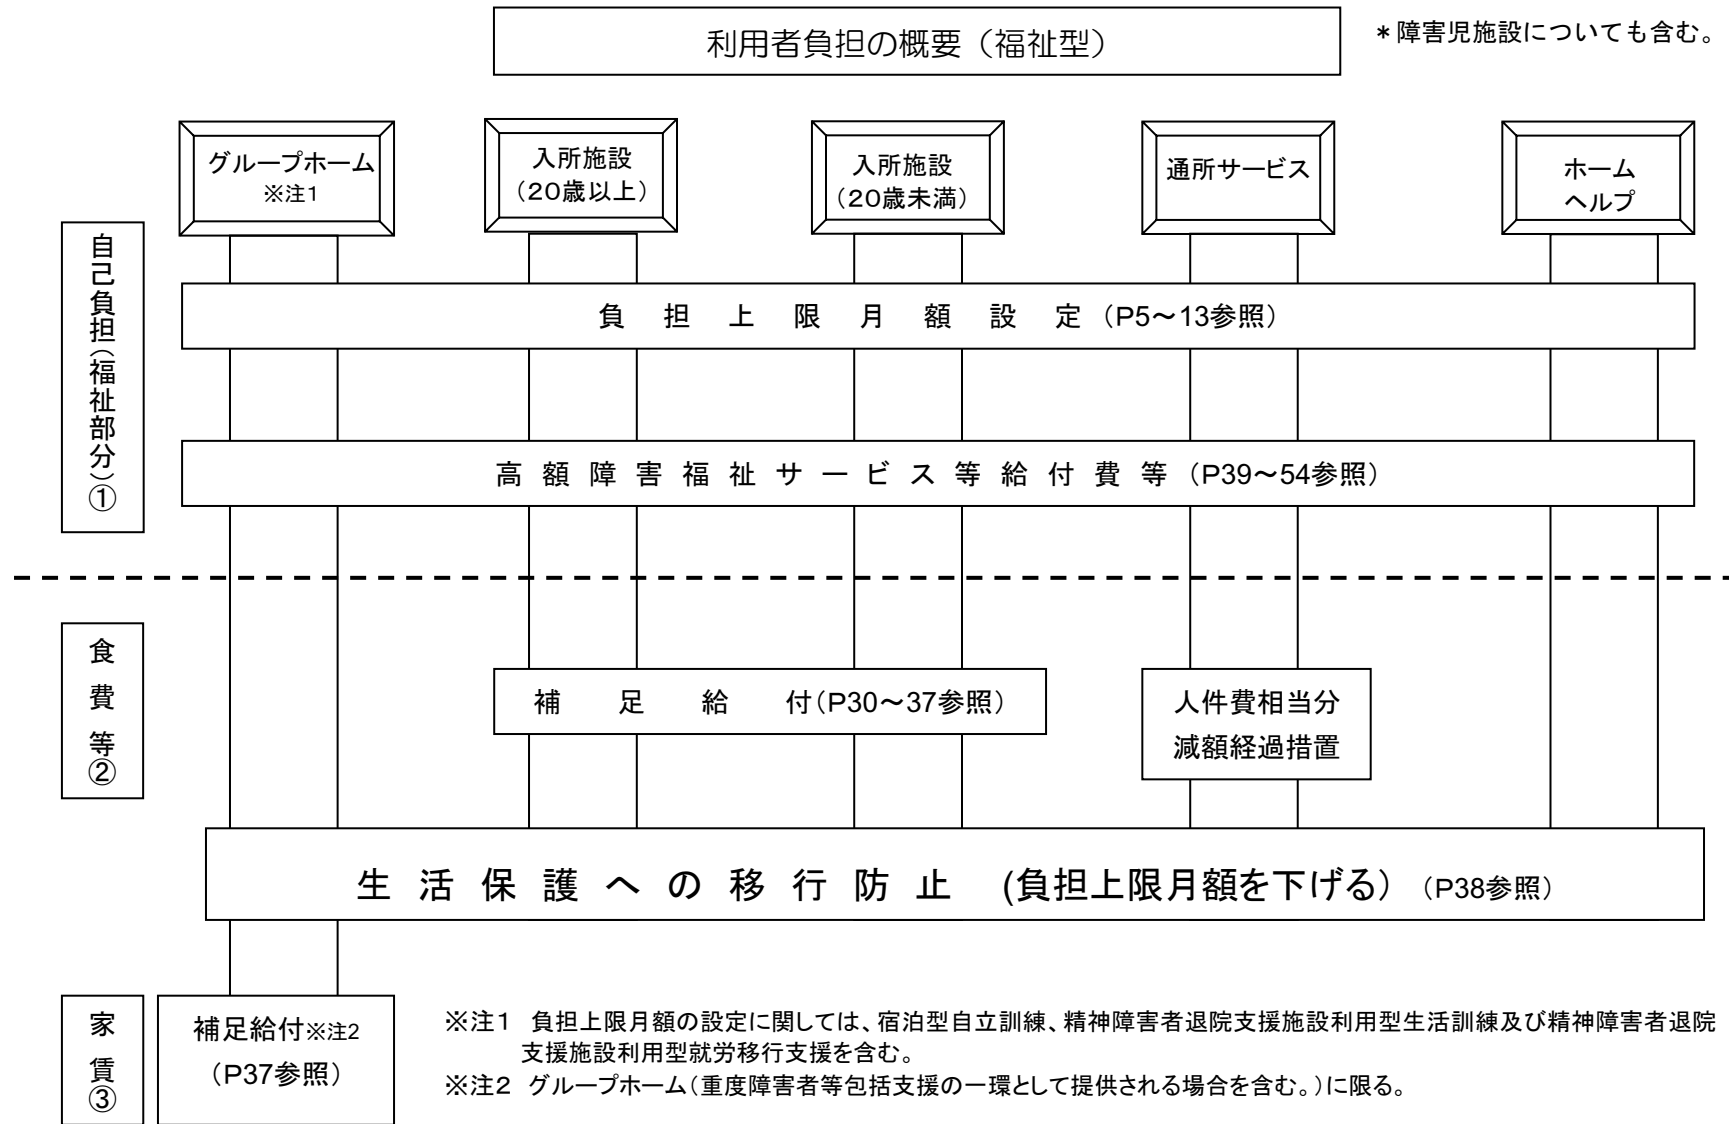 利用者負担の概要（福祉型）
＊障害児施設についても含む。
グループホーム
※注1
入所施設
（20歳以上）
入所施設
（20歳未満）
通所サービス
ホーム
ヘルプ
自己負担（福祉部分）①
負担上限月額設定（P5～13参照）
高額障害福祉サービス等給付費等（P39～54参照）
食費等②
補足給付（P30～37参照）
人件費相当分
減額経過措置
生活保護への移行防止 （負担上限月額を下げる）（P38参照）
家賃③
補足給付※注2
（P37参照）
※注1 負担上限月額の設定に関しては、宿泊型自立訓練、精神障害者退院支援施設利用型生活訓練及び精神障害者退院
支援施設利用型就労移行支援を含む。
※注2 グループホーム（重度障害者等包括支援の一環として提供される場合を含む。）に限る。